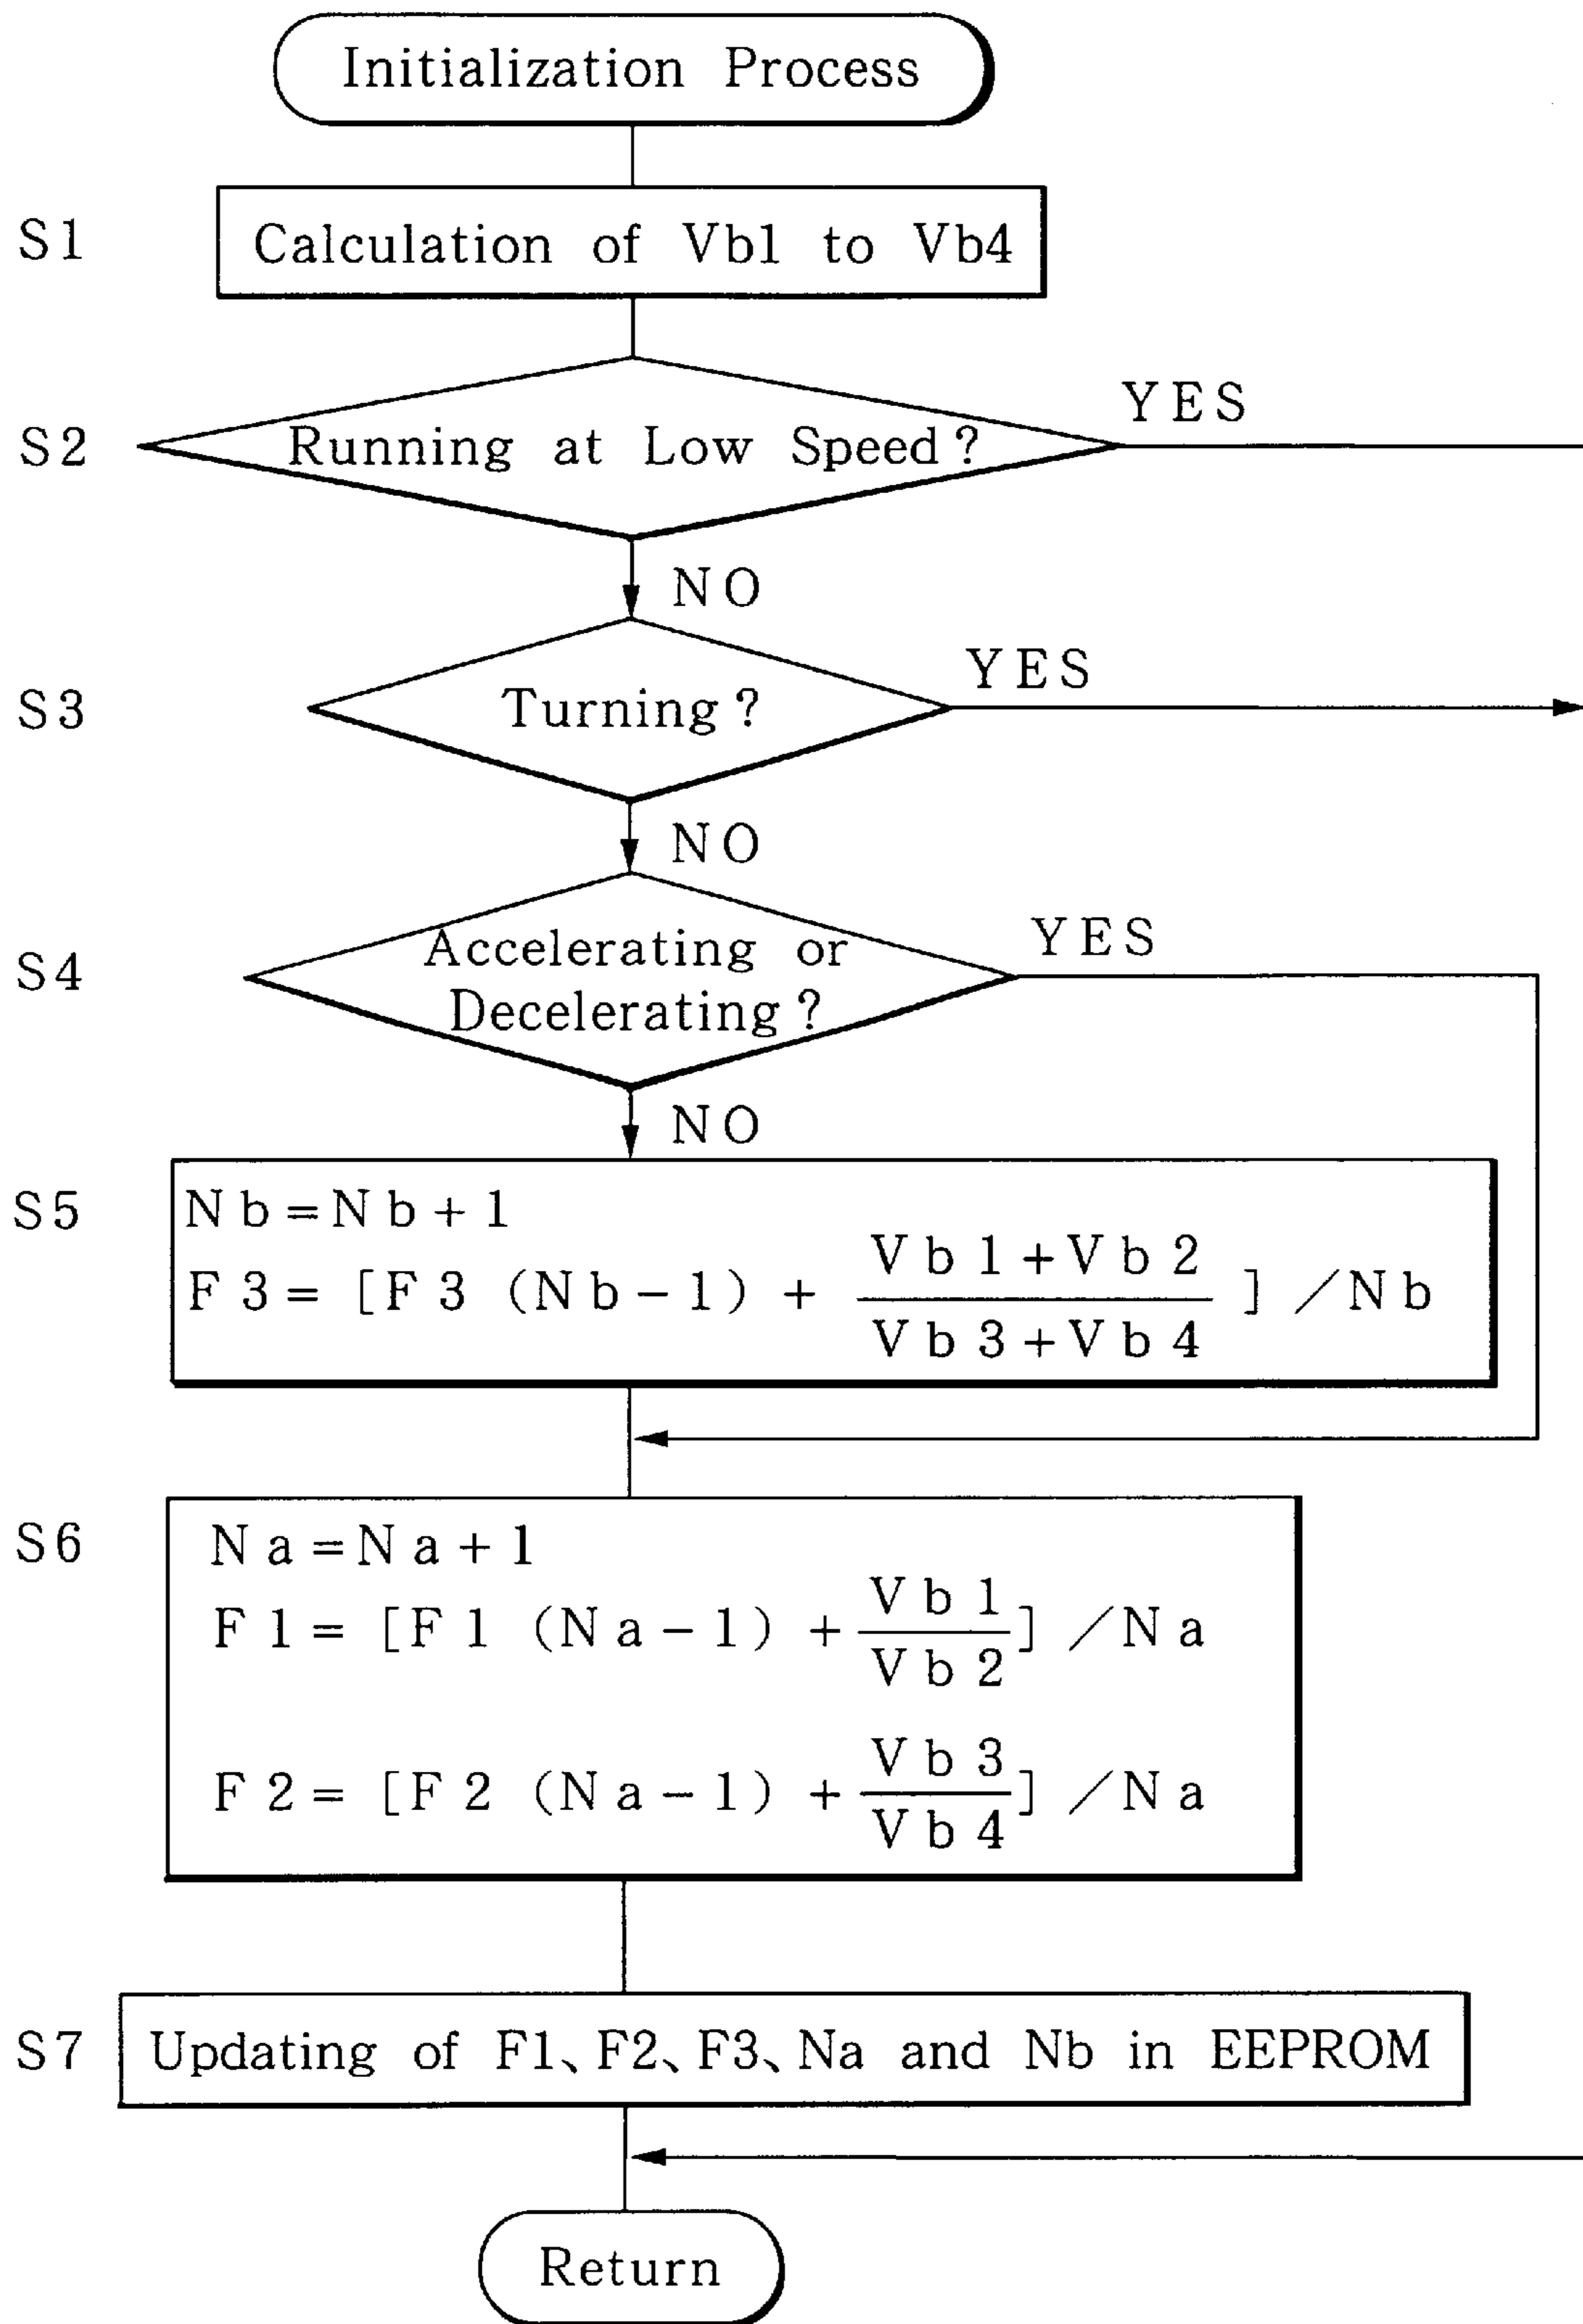 Initialization Process
S1 Calculation of Vb1 to Vb4
YES
S2 Running at Low Speed?
NO
YES
S3 Turning?
NO
YES
S4 Accelerating or
Decelerating?
NO
S5 Nb=Nb+1
F3=[F3 (Nb-1)+ \frac{Vb1+Vb2}{Vb3+Vb4} ]/Nb
S6 Na=Na+1
F1=[F1 (Na-1)+ \frac{Vb1}{Vb2} ]/Na
F2=[F2 (Na-1)+ \frac{Vb3}{Vb4} ]/Na
S7 Updating of F1、F2、F3、Na and Nb in EEPROM
Return